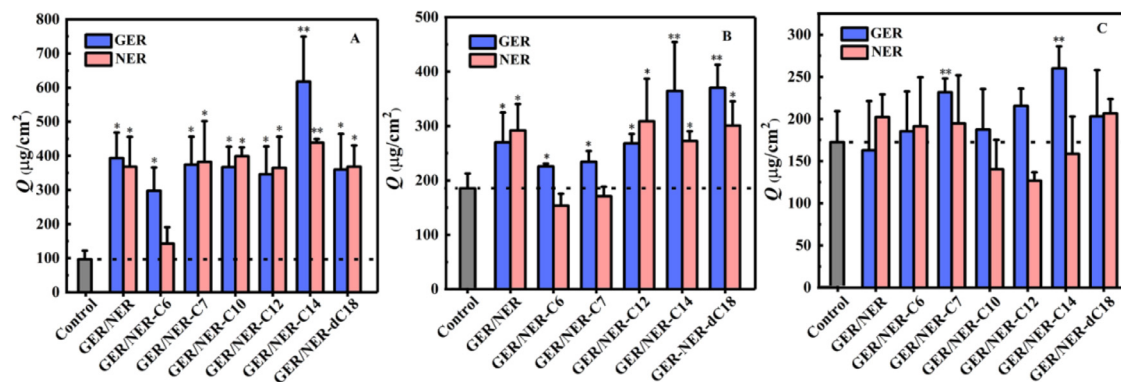 A
GER
NER
Q (μg/cm²)
800
700
600
500
400
300
200
100
0
** 
* * * * * * * * ** * *
Control
GER/NER
GER/NER-C6
GER/NER-C7
GER/NER-C10
GER/NER-C12
GER/NER-C14
GER/NER-dC18
B
GER
NER
Q (μg/cm²)
500
400
300
200
100
0
* * * * * * ** * ** *
Control
GER/NER
GER/NER-C6
GER/NER-C7
GER/NER-C12
GER/NER-C14
GER-NER-dC18
C
GER
NER
Q (μg/cm²)
300
250
200
150
100
50
0
** **
Control
GER/NER
GER/NER-C6
GER/NER-C7
GER/NER-C10
GER/NER-C12
GER/NER-C14
GER/NER-dC18